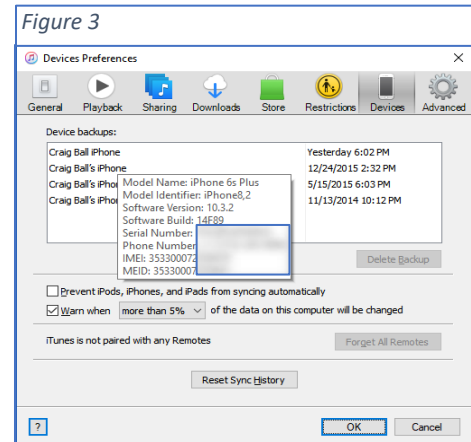 Figure 3
Devices Preferences
General Playback Sharing Downloads Store Restrictions Devices Advanced
Device backups:
Craig Ball iPhone Yesterday 6:02 PM
Craig Ball's iPhone 12/24/2015 2:32 PM
Craig Ball's iPhon 5/15/2015 6:03 PM
Craig Ball's iPhon 11/13/2014 10:12 PM
Model Name: iPhone 6s Plus
Model Identifier: iPhone8,2
Software Version: 10.3.2
Software Build: 14F89
Serial Number:
Phone Number
IMEI: 35330007
MEID: 35330007
Delete Backup
Prevent iPods, iPhones, and iPads from syncing automatically
Warn when more than 5% of the data on this computer will be changed
iTunes is not paired with any Remotes Forget All Remotes
Reset Sync History
? OK Cancel